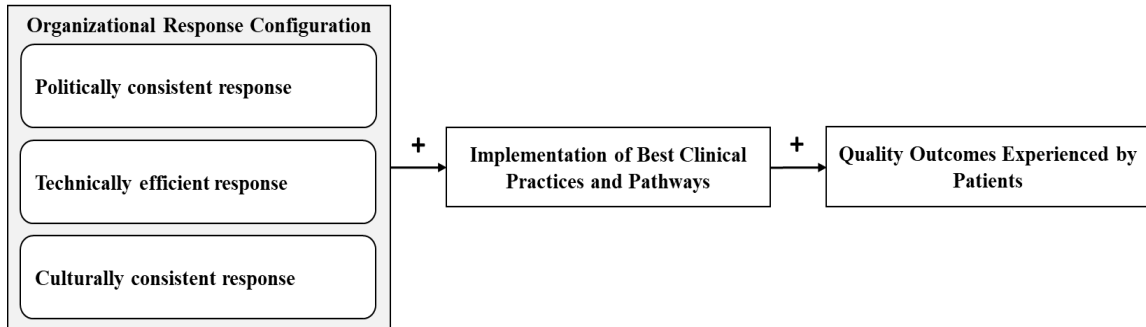 Organizational Response Configuration
Politically consistent response
Technically efficient response
Culturally consistent response
+
Implementation of Best Clinical
Practices and Pathways
+
Quality Outcomes Experienced by
Patients